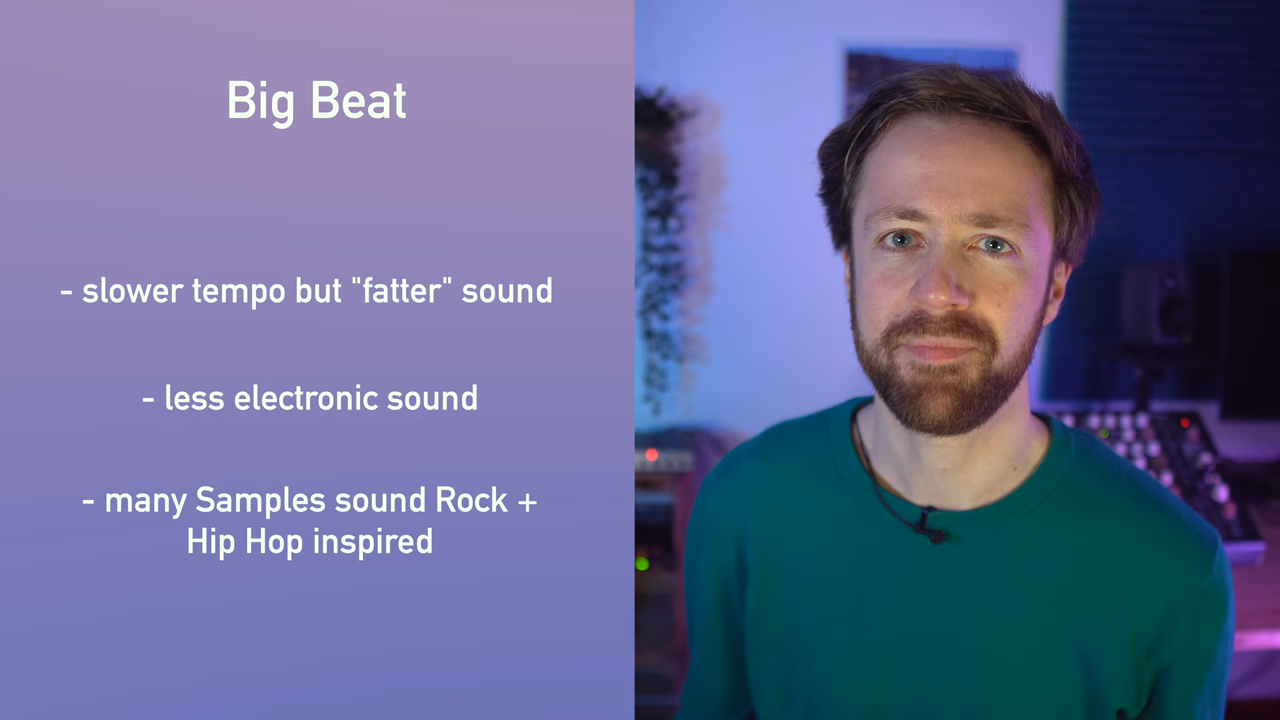 Big Beat
- slower tempo but "fatter" sound
- less electronic sound
- many Samples sound Rock +
Hip Hop inspired